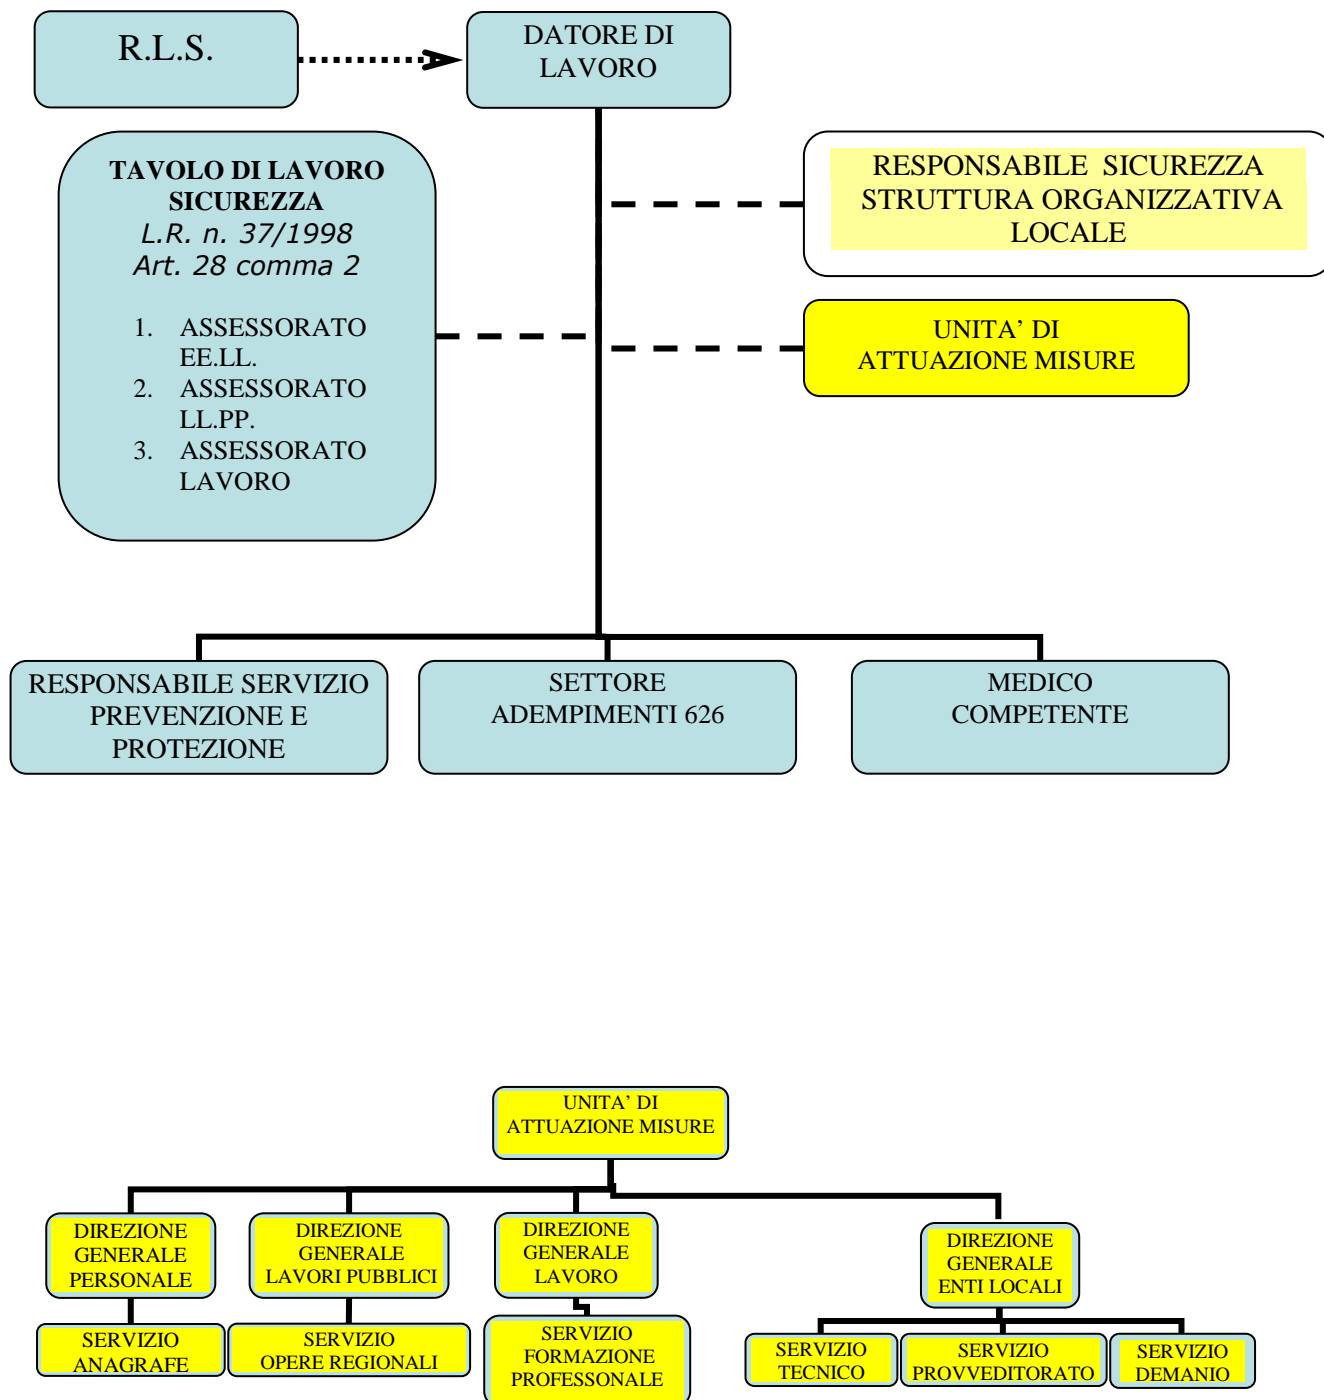 R.L.S.
DATORE DI
LAVORO
TAVOLO DI LAVORO
SICUREZZA
L.R. n. 37/1998
Art. 28 comma 2
1. ASSESSORATO
EE.LL.
2. ASSESSORATO
LL.PP.
3. ASSESSORATO
LAVORO
RESPONSABILE SICUREZZA
STRUTTURA ORGANIZZATIVA
LOCALE
UNITA’ DI
ATTUAZIONE MISURE
RESPONSABILE SERVIZIO
PREVENZIONE E
PROTEZIONE
SETTORE
ADEMPIMENTI 626
MEDICO
COMPETENTE
UNITA’ DI
ATTUAZIONE MISURE
DIREZIONE
GENERALE
PERSONALE
DIREZIONE
GENERALE
LAVORI PUBBLICI
DIREZIONE
GENERALE
LAVORO
DIREZIONE
GENERALE
ENTI LOCALI
SERVIZIO
ANAGRAFE
SERVIZIO
OPERE REGIONALI
SERVIZIO
FORMAZIONE
PROFESSIONALE
SERVIZIO
TECNICO
SERVIZIO
PROVVEDITORATO
SERVIZIO
DEMANIO